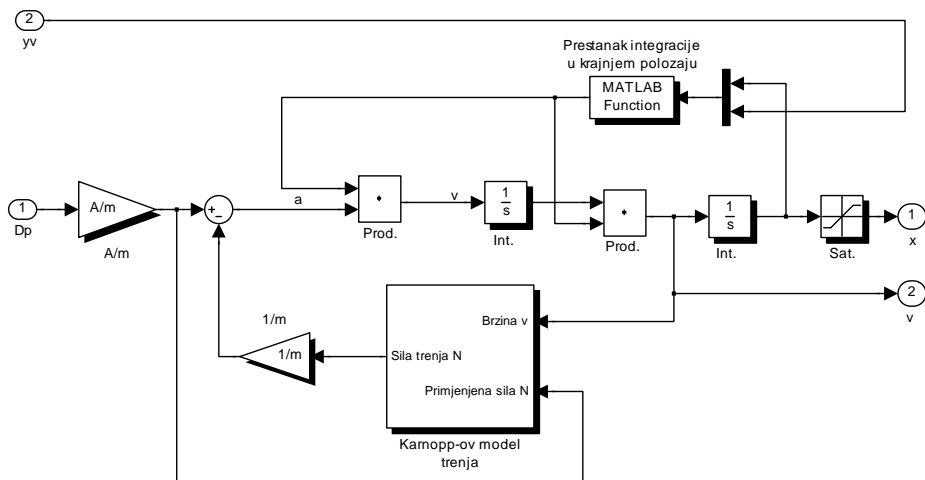 2
yv
Prestanak integracije
u krajnjem polozaju
MATLAB
Function
1
Dp
A/m
A/m
+
-
a
Prod.
v
1
s
Int.
Prod.
1
s
Int.
Sat.
1
x
2
v
1/m
1/m
Brzina v
Sila trenja N
Primjenjena sila N
Karnopp-ov model
trenja